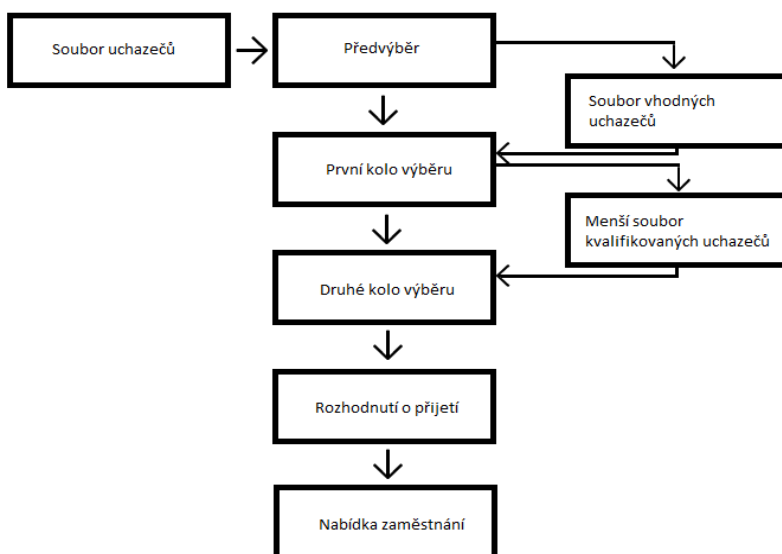 Soubor uchazečů
Předvýběr
Soubor vhodných
uchazečů
První kolo výběru
Menší soubor
kvalifikovaných uchazečů
Druhé kolo výběru
Rozhodnutí o přijetí
Nabídka zaměstnání